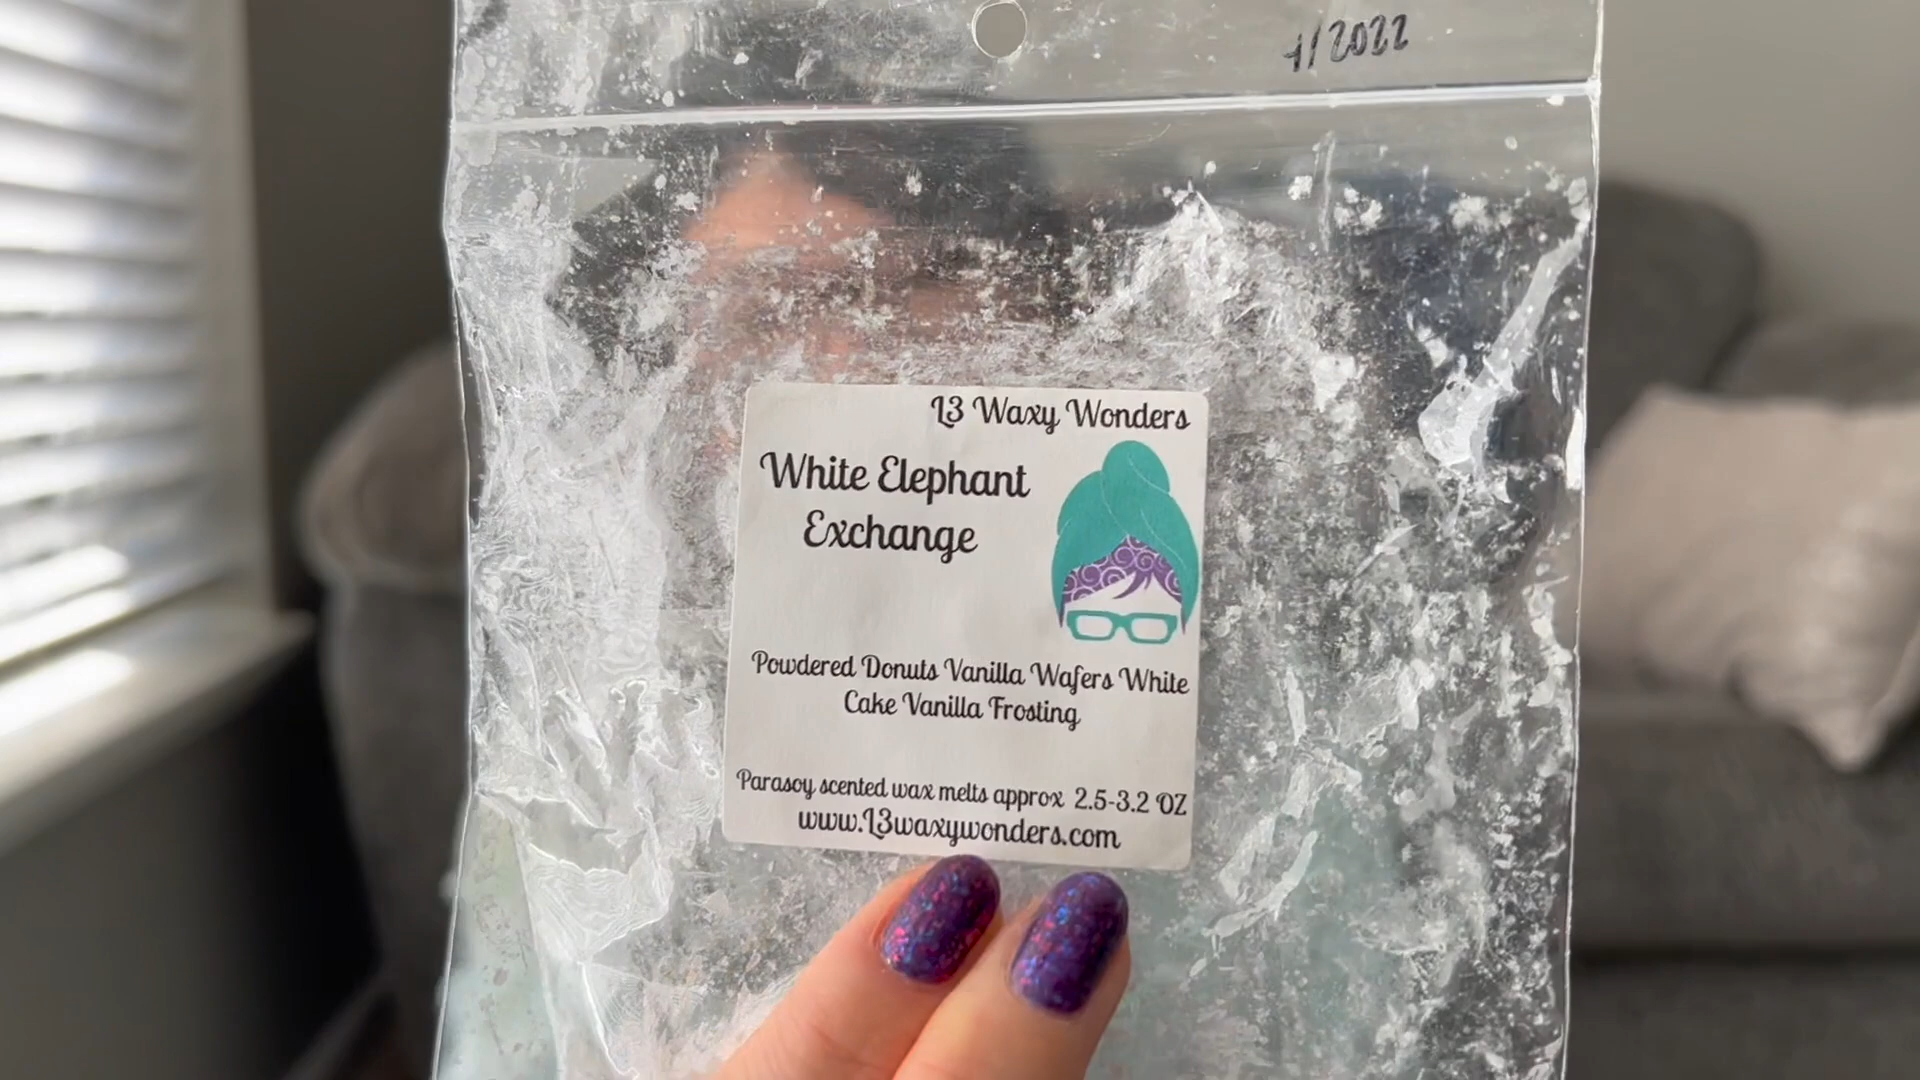 1/2022
L3 Waxy Wonders
White Elephant
Exchange
Powdered Donuts Vanilla Wafers White
Cake Vanilla Frosting
Parasoy scented wax melts approx 2.5-3.2 OZ
www.L3waxywonders.com